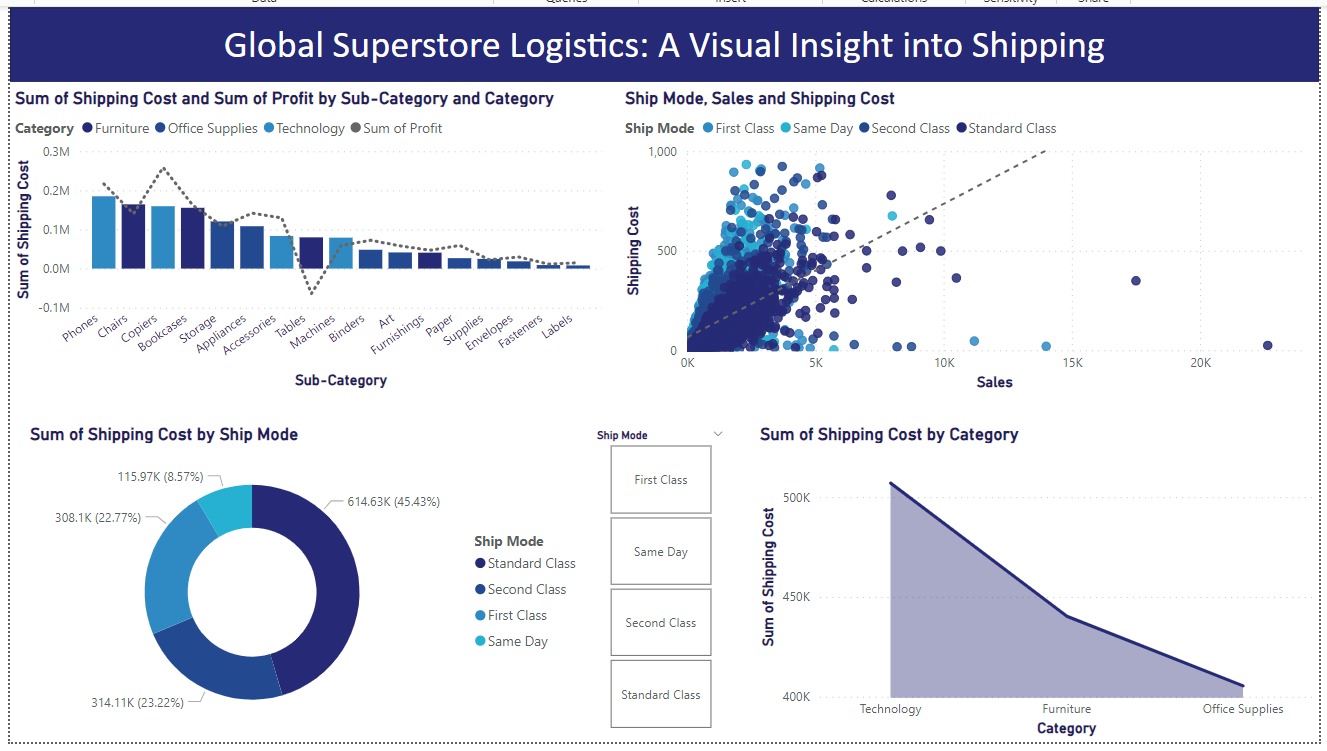 Data Queries Insert Calculations Sensitivity Share
Global Superstore Logistics: A Visual Insight into Shipping
Sum of Shipping Cost and Sum of Profit by Sub-Category and Category
Category Furniture Office Supplies Technology Sum of Profit
Sum of Shipping Cost
0.3M
0.2M
0.1M
0.0M
-0.1M
Phones
Chairs
Copiers
Bookcases
Storage
Appliances
Accessories
Tables
Machines
Binders
Art
Furnishings
Paper
Supplies
Envelopes
Fasteners
Labels
Sub-Category
Ship Mode, Sales and Shipping Cost
Ship Mode First Class Same Day Second Class Standard Class
Shipping Cost
1,000
500
0
0K 5K 10K 15K 20K
Sales
Sum of Shipping Cost by Ship Mode
115.97K (8.57%)
614.63K (45.43%)
308.1K (22.77%)
314.11K (23.22%)
Ship Mode
Standard Class
Second Class
First Class
Same Day
Ship Mode
First Class
Same Day
Second Class
Standard Class
Sum of Shipping Cost by Category
Sum of Shipping Cost
500K
450K
400K
Technology Furniture Office Supplies
Category